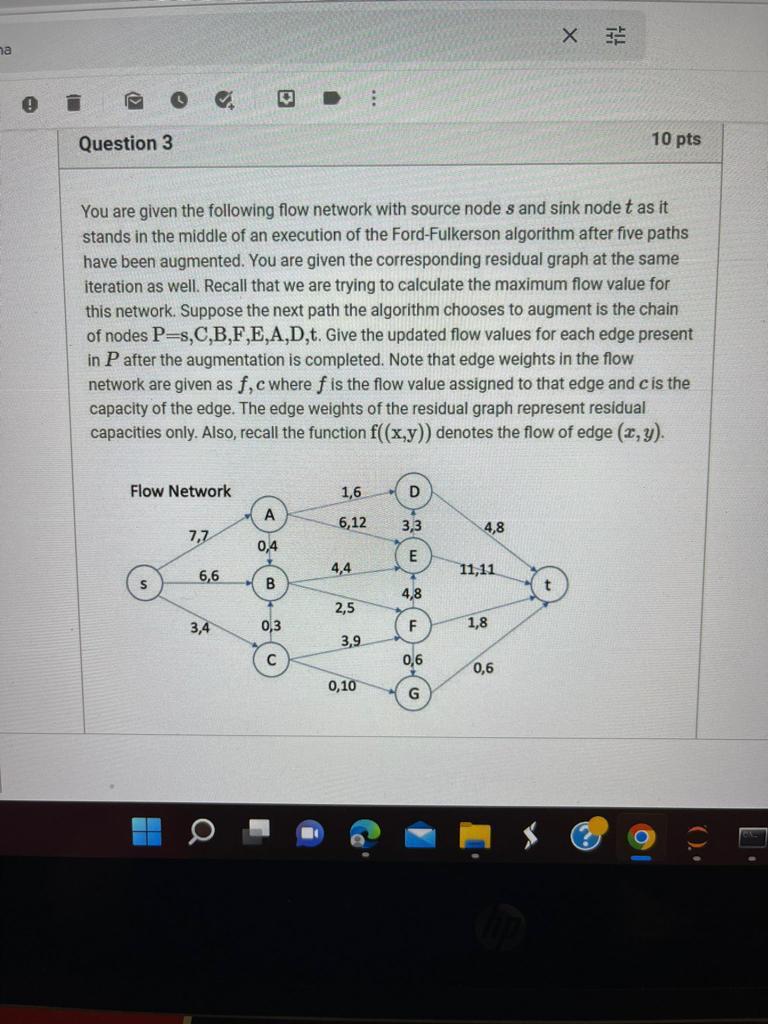 na
Question 3
10 pts
You are given the following flow network with source node s and sink node t as it
stands in the middle of an execution of the Ford-Fulkerson algorithm after five paths
have been augmented. You are given the corresponding residual graph at the same
iteration as well. Recall that we are trying to calculate the maximum flow value for
this network. Suppose the next path the algorithm chooses to augment is the chain
of nodes P=s,C,B,F,E,A,D,t. Give the updated flow values for each edge present
in P after the augmentation is completed. Note that edge weights in the flow
network are given as f, c where f is the flow value assigned to that edge and c is the
capacity of the edge. The edge weights of the residual graph represent residual
capacities only. Also, recall the function f((x,y)) denotes the flow of edge (x, y).
Flow Network
1,6
D
A
6,12
3,3
4,8
7,7
0,4
E
4,4
11,11
s
6,6
B
t
4,8
2,5
3,4
0,3
F
1,8
3,9
C
0,6
0,6
0,10
G
hp